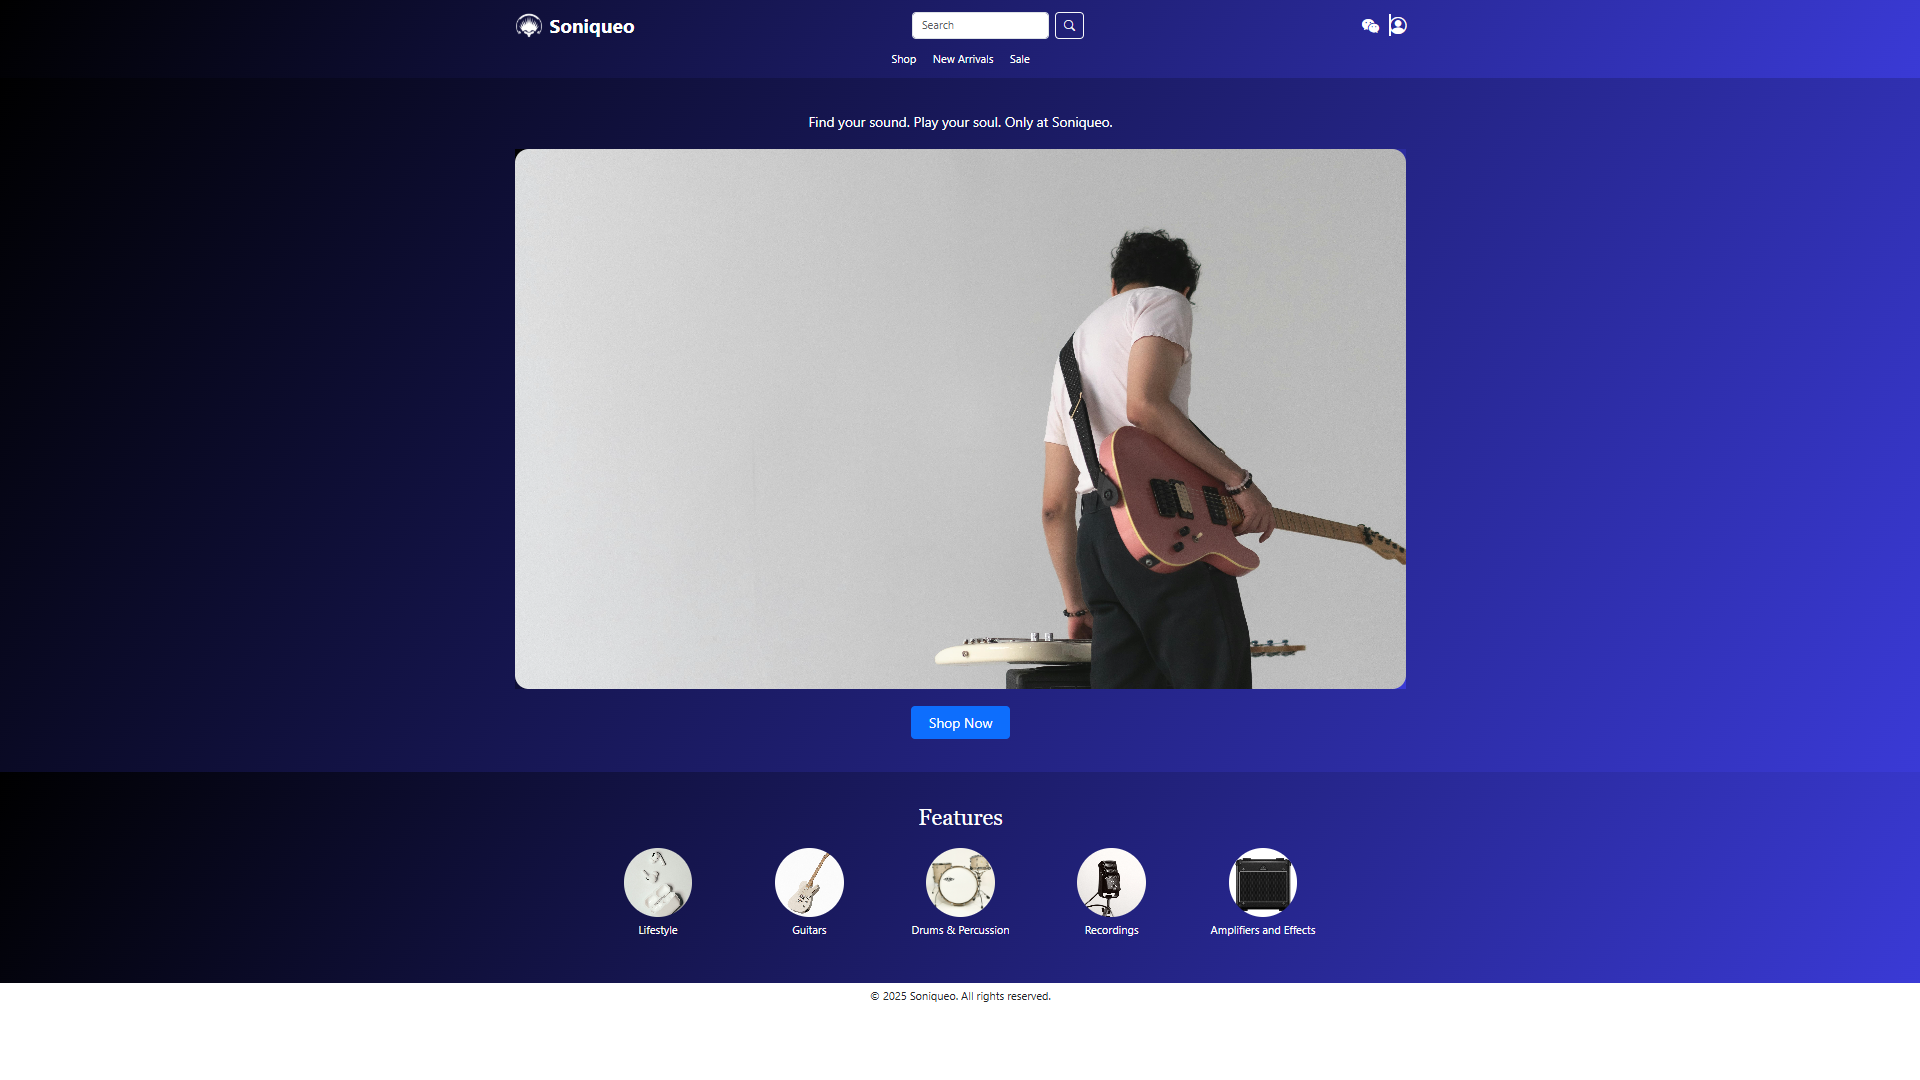 Soniqueo
Search
Shop New Arrivals Sale
Find your sound. Play your soul. Only at Soniqueo.
Shop Now
Features
Lifestyle
Guitars
Drums & Percussion
Recordings
Amplifiers and Effects
© 2025 Soniqueo. All rights reserved.